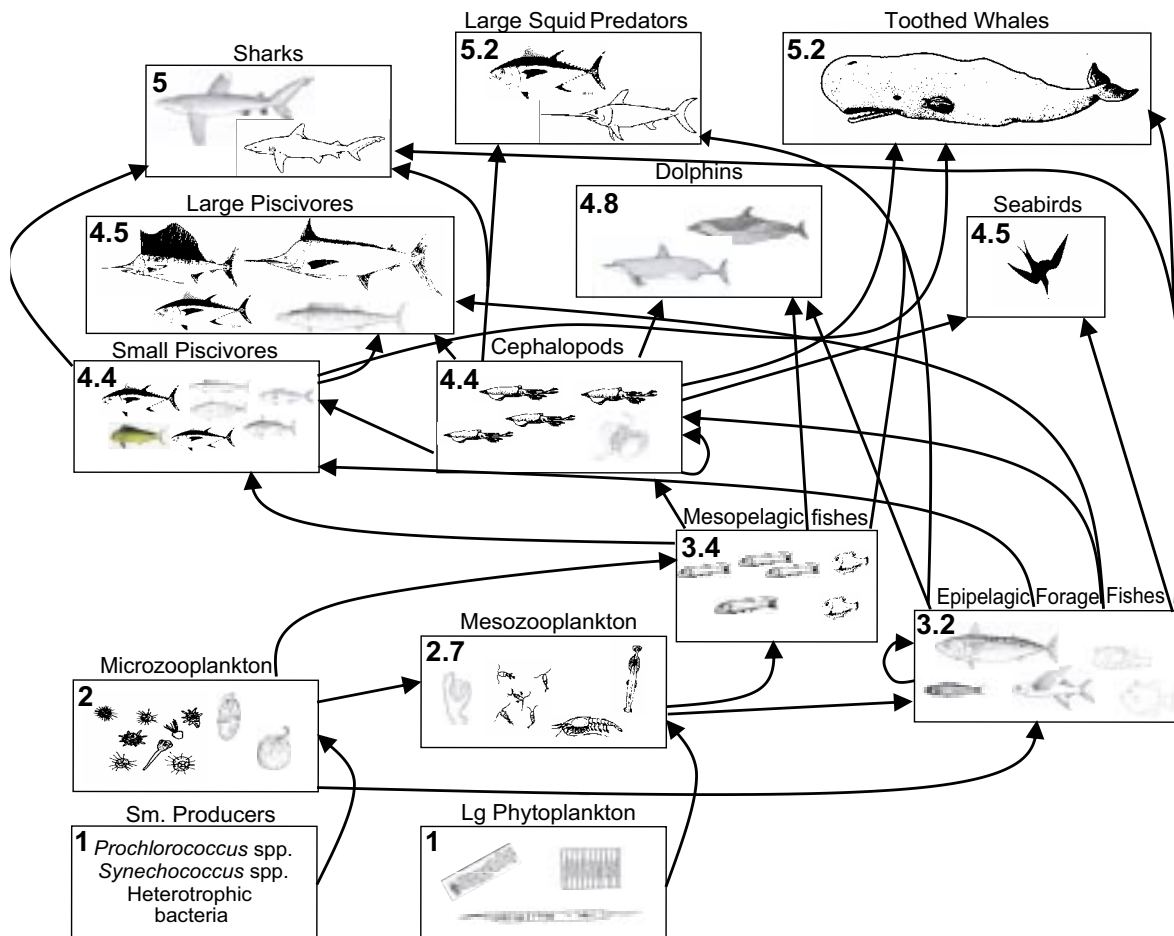 Large Squid Predators
5.2
Toothed Whales
5.2
Sharks
5
Dolphins
4.8
Large Piscivores
4.5
Seabirds
4.5
Small Piscivores
4.4
Cephalopods
4.4
Mesopelagic fishes
3.4
Epipelagic Forage Fishes
3.2
Mesozooplankton
2.7
Microzooplankton
2
Sm. Producers
1
Prochlorococcus spp.
Synechococcus spp.
Heterotrophic
bacteria
Lg Phytoplankton
1